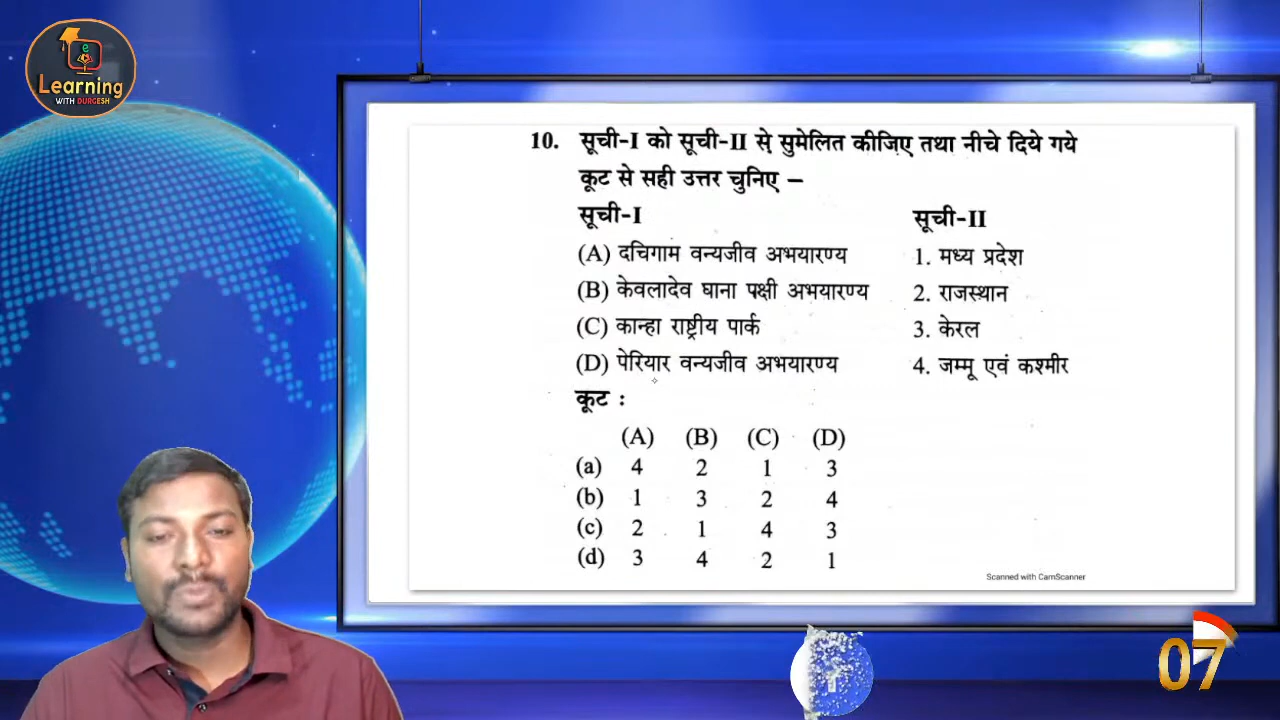 e
Learning
WITH DURGESH
10. सूची-I को सूची-II से सुमेलित कीजिए तथा नीचे दिये गये
कूट से सही उत्तर चुनिए –
सूची-I सूची-II
(A) दचिगाम वन्यजीव अभयारण्य 1. मध्य प्रदेश
(B) केवलादेव घाना पक्षी अभयारण्य 2. राजस्थान
(C) कान्हा राष्ट्रीय पार्क 3. केरल
(D) पेरियार वन्यजीव अभयारण्य 4. जम्मू एवं कश्मीर
कूट :
(A) (B) (C) (D)
(a) 4 2 1 3
(b) 1 3 2 4
(c) 2 1 4 3
(d) 3 4 2 1
Scanned with CamScanner
07